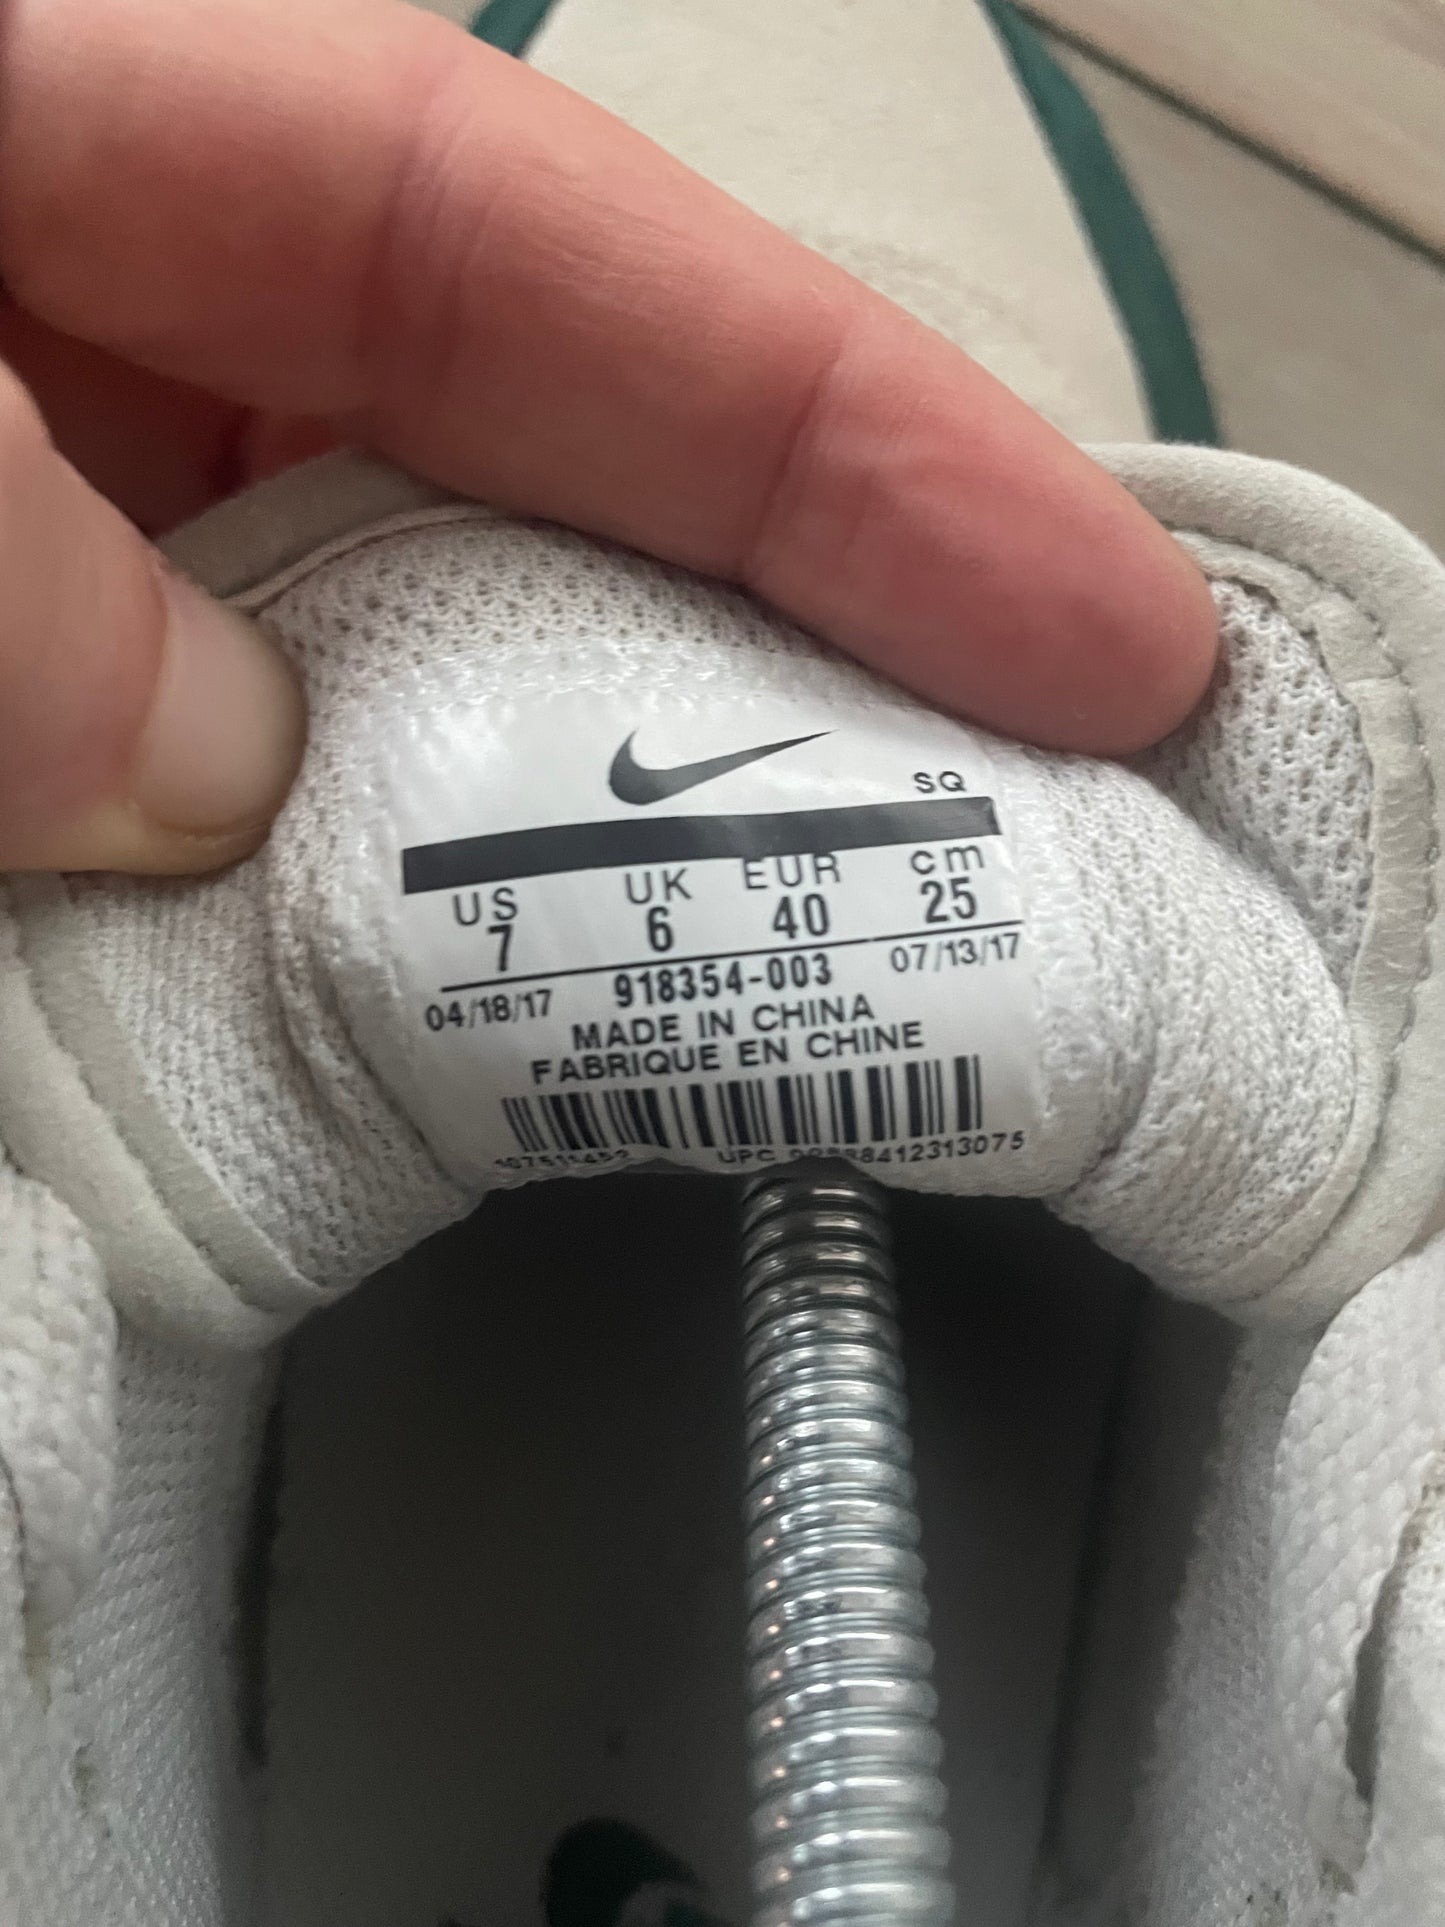 SQ
US UK EUR cm
7 6 40 25
04/18/17 918354-003 07/13/17
MADE IN CHINA
FABRIQUE EN CHINE
UPC